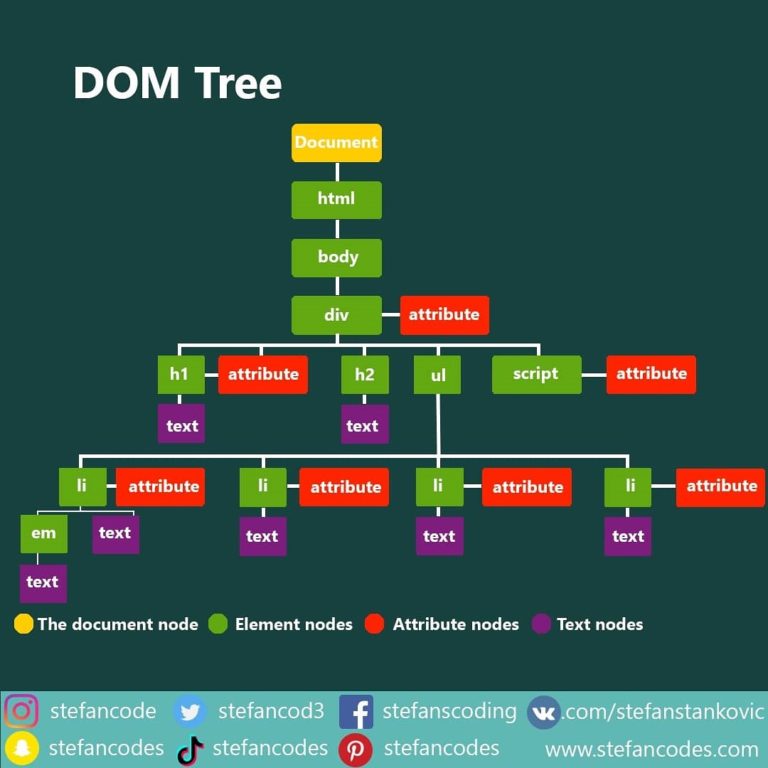 DOM Tree
Document
html
body
div attribute
h1 attribute h2 ul script attribute
text text
li attribute li attribute li attribute li attribute
em text text text text
text
The document node Element nodes Attribute nodes Text nodes
stefancode stefancod3 stefanscoding .com/stefanstankovic
stefancodes stefancodes stefancodes www.stefancodes.com